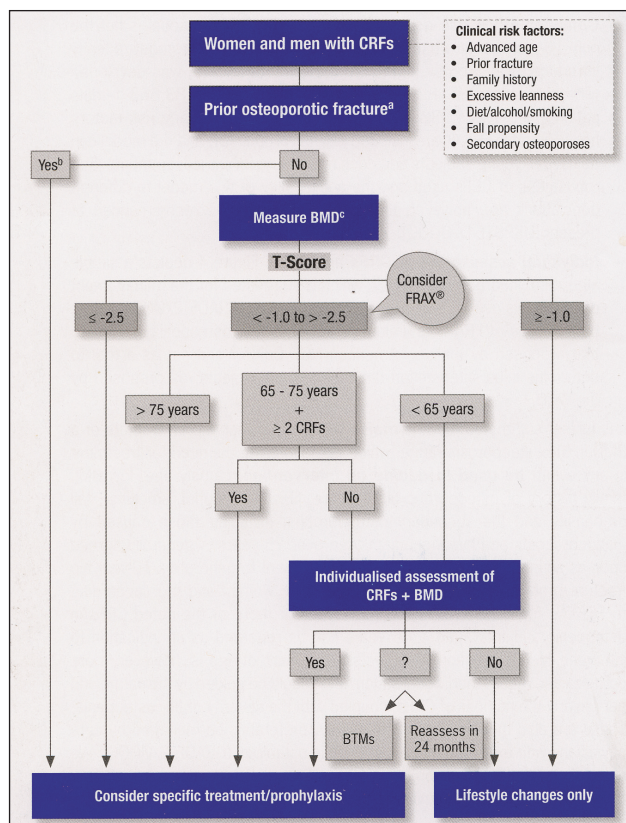 Women and men with CRFs
Clinical risk factors:
• Advanced age
• Prior fracture
• Family history
• Excessive leanness
• Diet/alcohol/smoking
• Fall propensity
• Secondary osteoporoses
Prior osteoporotic fractureᵃ
Yesᵇ
No
Measure BMDᶜ
T-Score
Consider
FRAX®
≤ -2.5
< -1.0 to > -2.5
≥ -1.0
> 75 years
65 - 75 years
+
≥ 2 CRFs
< 65 years
Yes
No
Individualised assessment of
CRFs + BMD
Yes
?
No
BTMs
Reassess in
24 months
Consider specific treatment/prophylaxis
Lifestyle changes only